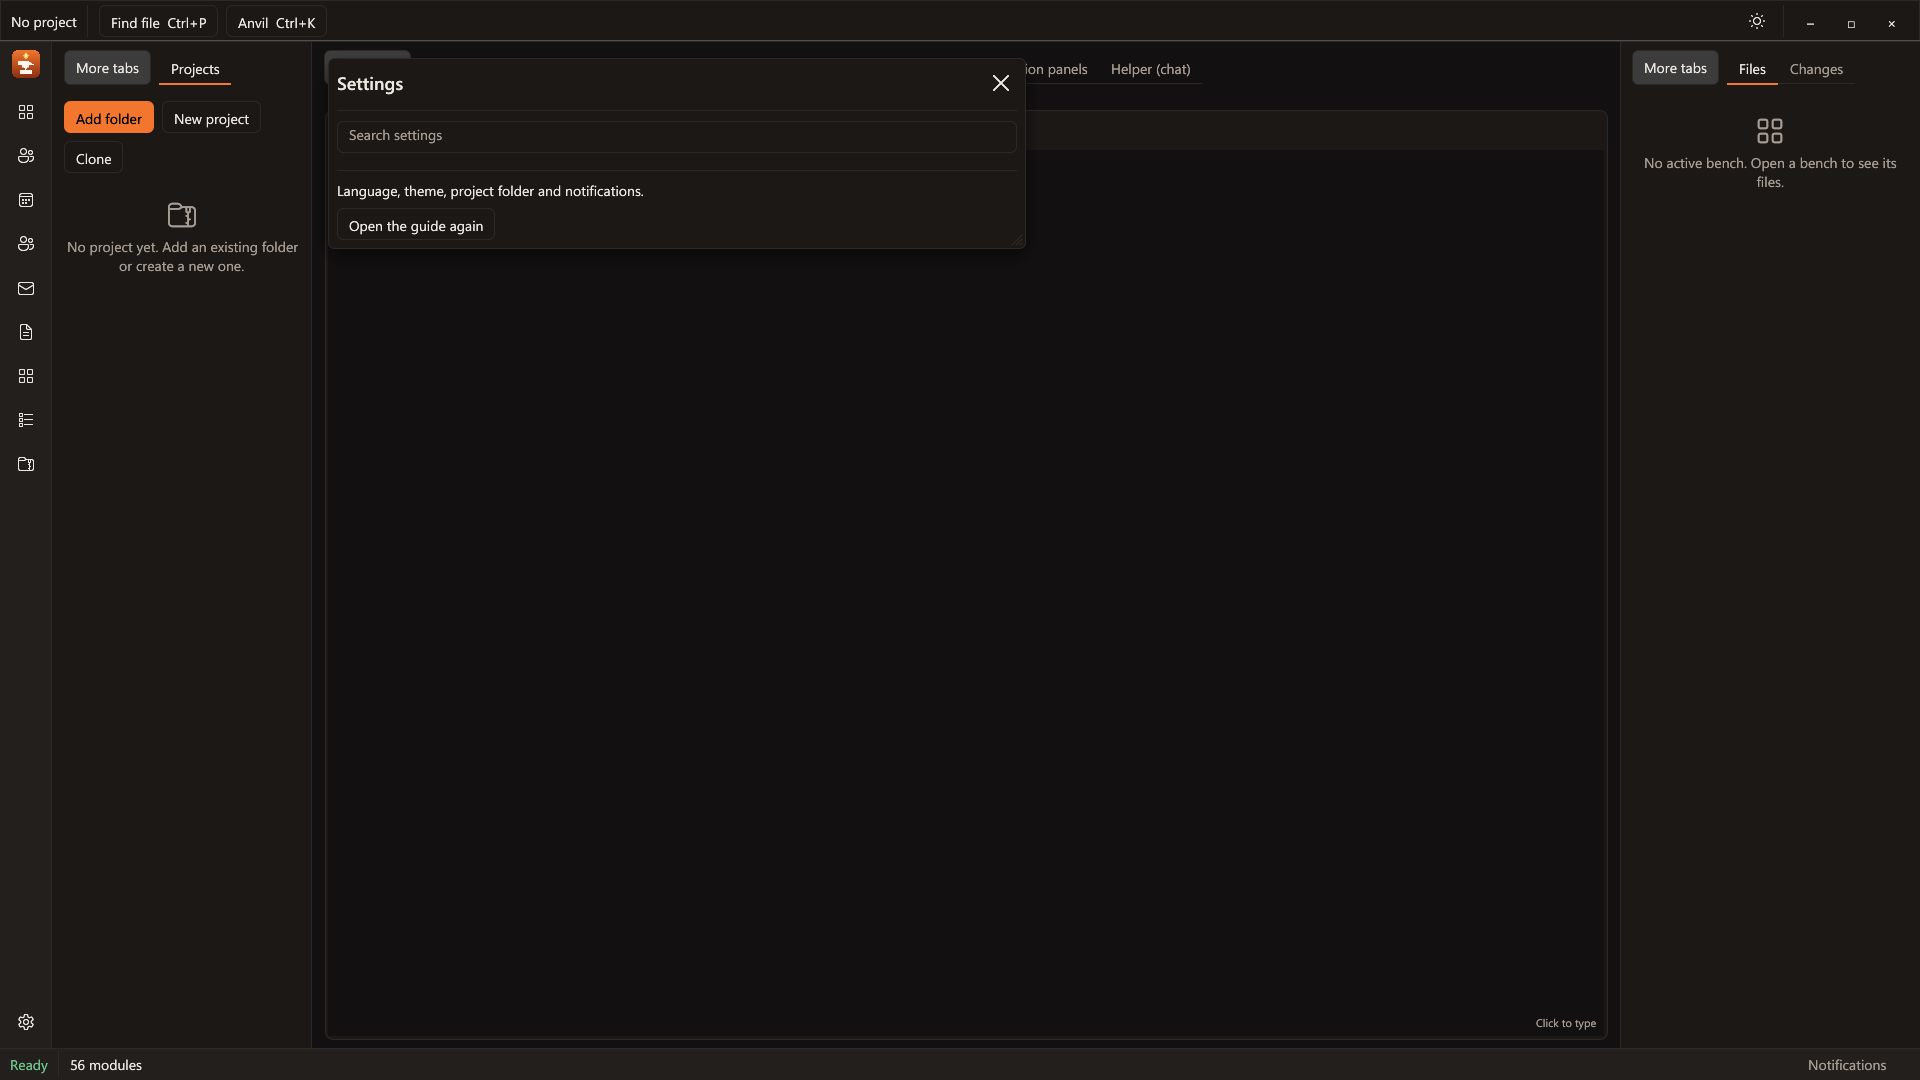 No project
Find file Ctrl+P
Anvil Ctrl+K
More tabs
Projects
Add folder
New project
Clone
No project yet. Add an existing folder
or create a new one.
Settings
Search settings
Language, theme, project folder and notifications.
Open the guide again
ion panels
Helper (chat)
Click to type
More tabs
Files
Changes
No active bench. Open a bench to see its
files.
Ready
56 modules
Notifications